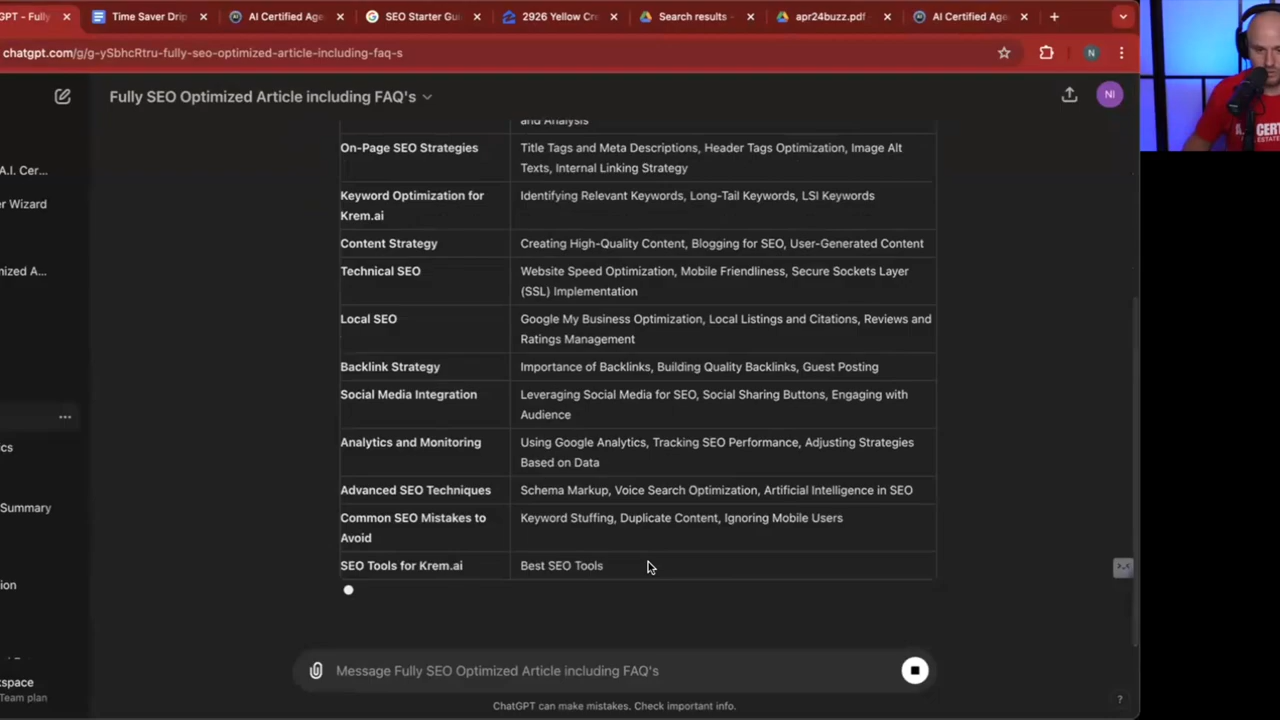 GPT - Fully
Time Saver Drip
AI Certified Age
SEO Starter Gui
2926 Yellow Cre
Search results -
apr24buzz.pdf
AI Certified Age
chatgpt.com/g/g-ySbhcRtru-fully-seo-optimized-article-including-faq-s
N
Fully SEO Optimized Article including FAQ's
NI
and Analysis
On-Page SEO Strategies
Title Tags and Meta Descriptions, Header Tags Optimization, Image Alt
Texts, Internal Linking Strategy
Keyword Optimization for
Krem.ai
Identifying Relevant Keywords, Long-Tail Keywords, LSI Keywords
Content Strategy
Creating High-Quality Content, Blogging for SEO, User-Generated Content
Technical SEO
Website Speed Optimization, Mobile Friendliness, Secure Sockets Layer
(SSL) Implementation
Local SEO
Google My Business Optimization, Local Listings and Citations, Reviews and
Ratings Management
Backlink Strategy
Importance of Backlinks, Building Quality Backlinks, Guest Posting
Social Media Integration
Leveraging Social Media for SEO, Social Sharing Buttons, Engaging with
Audience
Analytics and Monitoring
Using Google Analytics, Tracking SEO Performance, Adjusting Strategies
Based on Data
Advanced SEO Techniques
Schema Markup, Voice Search Optimization, Artificial Intelligence in SEO
Common SEO Mistakes to
Avoid
Keyword Stuffing, Duplicate Content, Ignoring Mobile Users
SEO Tools for Krem.ai
Best SEO Tools
A.I. Cer...
er Wizard
mized A...
ics
Summary
ion
space
Team plan
Message Fully SEO Optimized Article including FAQ's
ChatGPT can make mistakes. Check important info.
?